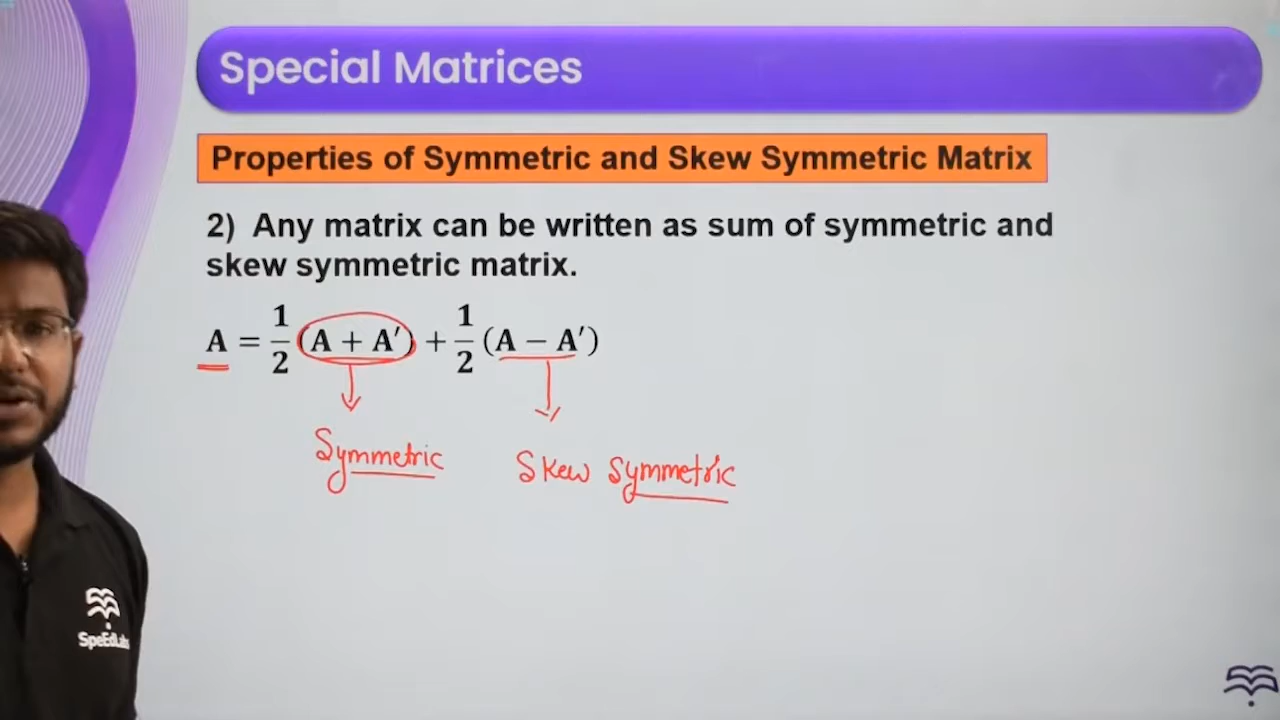 Special Matrices
Properties of Symmetric and Skew Symmetric Matrix
2) Any matrix can be written as sum of symmetric and
skew symmetric matrix.
A = 1/2 (A + A′) + 1/2 (A − A′)
Symmetric Skew Symmetric
SpeEdLabs